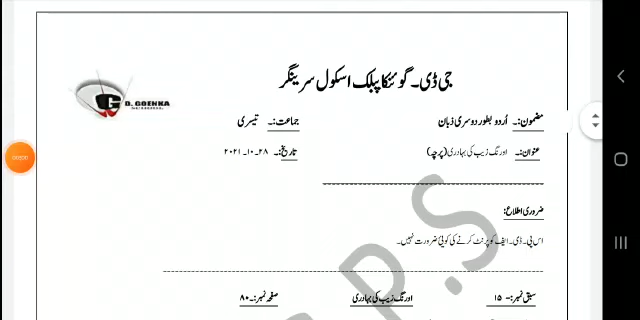 جی ڈی۔ گوئنکا پبلک اسکول سرینگر
G D. GOENKA
مضمون:۔ اُردو بطور دوسری ذبان جماعت:۔ تیسری
عنوان:۔ اورنگ زیب کی بہادری (پرچہ) تاریخ:۔ ۲۸-۱۰-۲۰۲۱
ضروری اطلاع:
اس پی۔ ڈی۔ ایف کو پرنٹ کرنے کی کوئی ضرورت نہیں۔
سبق نمبر:- ۱۵ اورنگ زیب کی بہادری صفحہ نمبر:۔ ۸۰
P.S